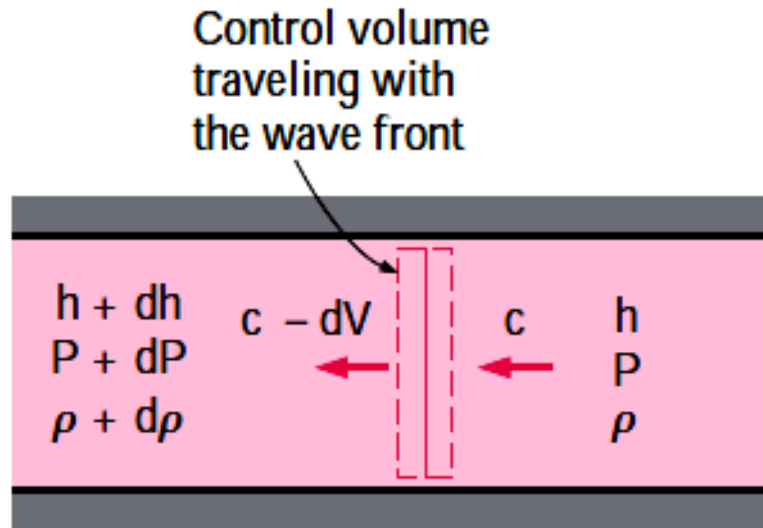 Control volume
traveling with
the wave front
h + dh
P + dP
ρ + dρ
c – dV
c
h
P
ρ